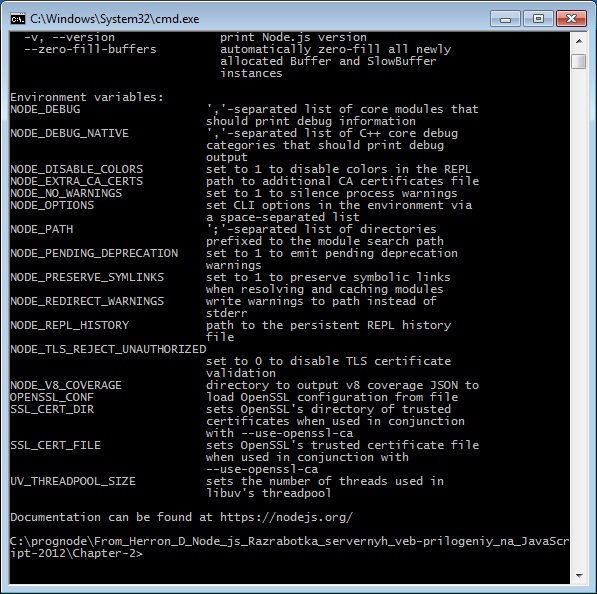 C:\Windows\System32\cmd.exe
-v, --version print Node.js version
--zero-fill-buffers automatically zero-fill all newly
allocated Buffer and SlowBuffer
instances
Environment variables:
NODE_DEBUG ','-separated list of core modules that
should print debug information
NODE_DEBUG_NATIVE ','-separated list of C++ core debug
categories that should print debug
output
NODE_DISABLE_COLORS set to 1 to disable colors in the REPL
NODE_EXTRA_CA_CERTS path to additional CA certificates file
NODE_NO_WARNINGS set to 1 to silence process warnings
NODE_OPTIONS set CLI options in the environment via
a space-separated list
NODE_PATH ';'-separated list of directories
prefixed to the module search path
NODE_PENDING_DEPRECATION set to 1 to emit pending deprecation
warnings
NODE_PRESERVE_SYMLINKS set to 1 to preserve symbolic links
when resolving and caching modules
NODE_REDIRECT_WARNINGS write warnings to path instead of
stderr
NODE_REPL_HISTORY path to the persistent REPL history
file
NODE_TLS_REJECT_UNAUTHORIZED
set to 0 to disable TLS certificate
validation
NODE_V8_COVERAGE directory to output v8 coverage JSON to
OPENSSL_CONF load OpenSSL configuration from file
SSL_CERT_DIR sets OpenSSL's directory of trusted
certificates when used in conjunction
with --use-openssl-ca
SSL_CERT_FILE sets OpenSSL's trusted certificate file
when used in conjunction with
--use-openssl-ca
UV_THREADPOOL_SIZE sets the number of threads used in
libuv's threadpool
Documentation can be found at https://nodejs.org/
C:\prognode\From_Herron_D_Node_js_Razrabotka_servernyh_veb-prilogeniy_na_JavaScr
ipt-2012\Chapter-2>